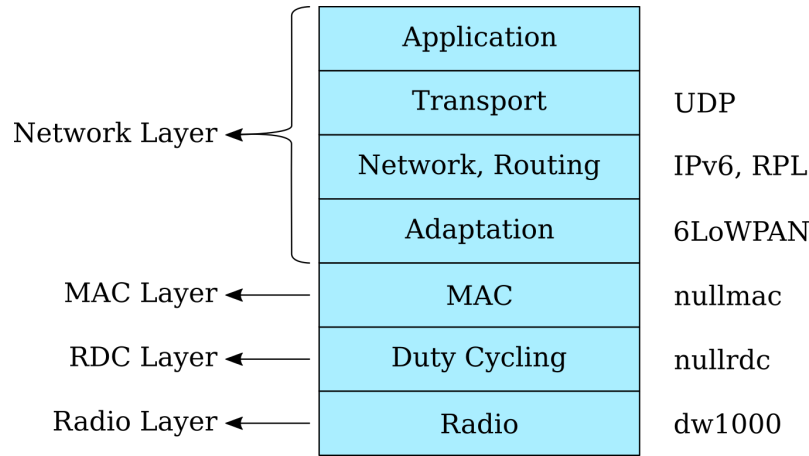 Application
Transport
UDP
Network Layer
Network, Routing
IPv6, RPL
Adaptation
6LoWPAN
MAC Layer
MAC
nullmac
RDC Layer
Duty Cycling
nullrdc
Radio Layer
Radio
dw1000